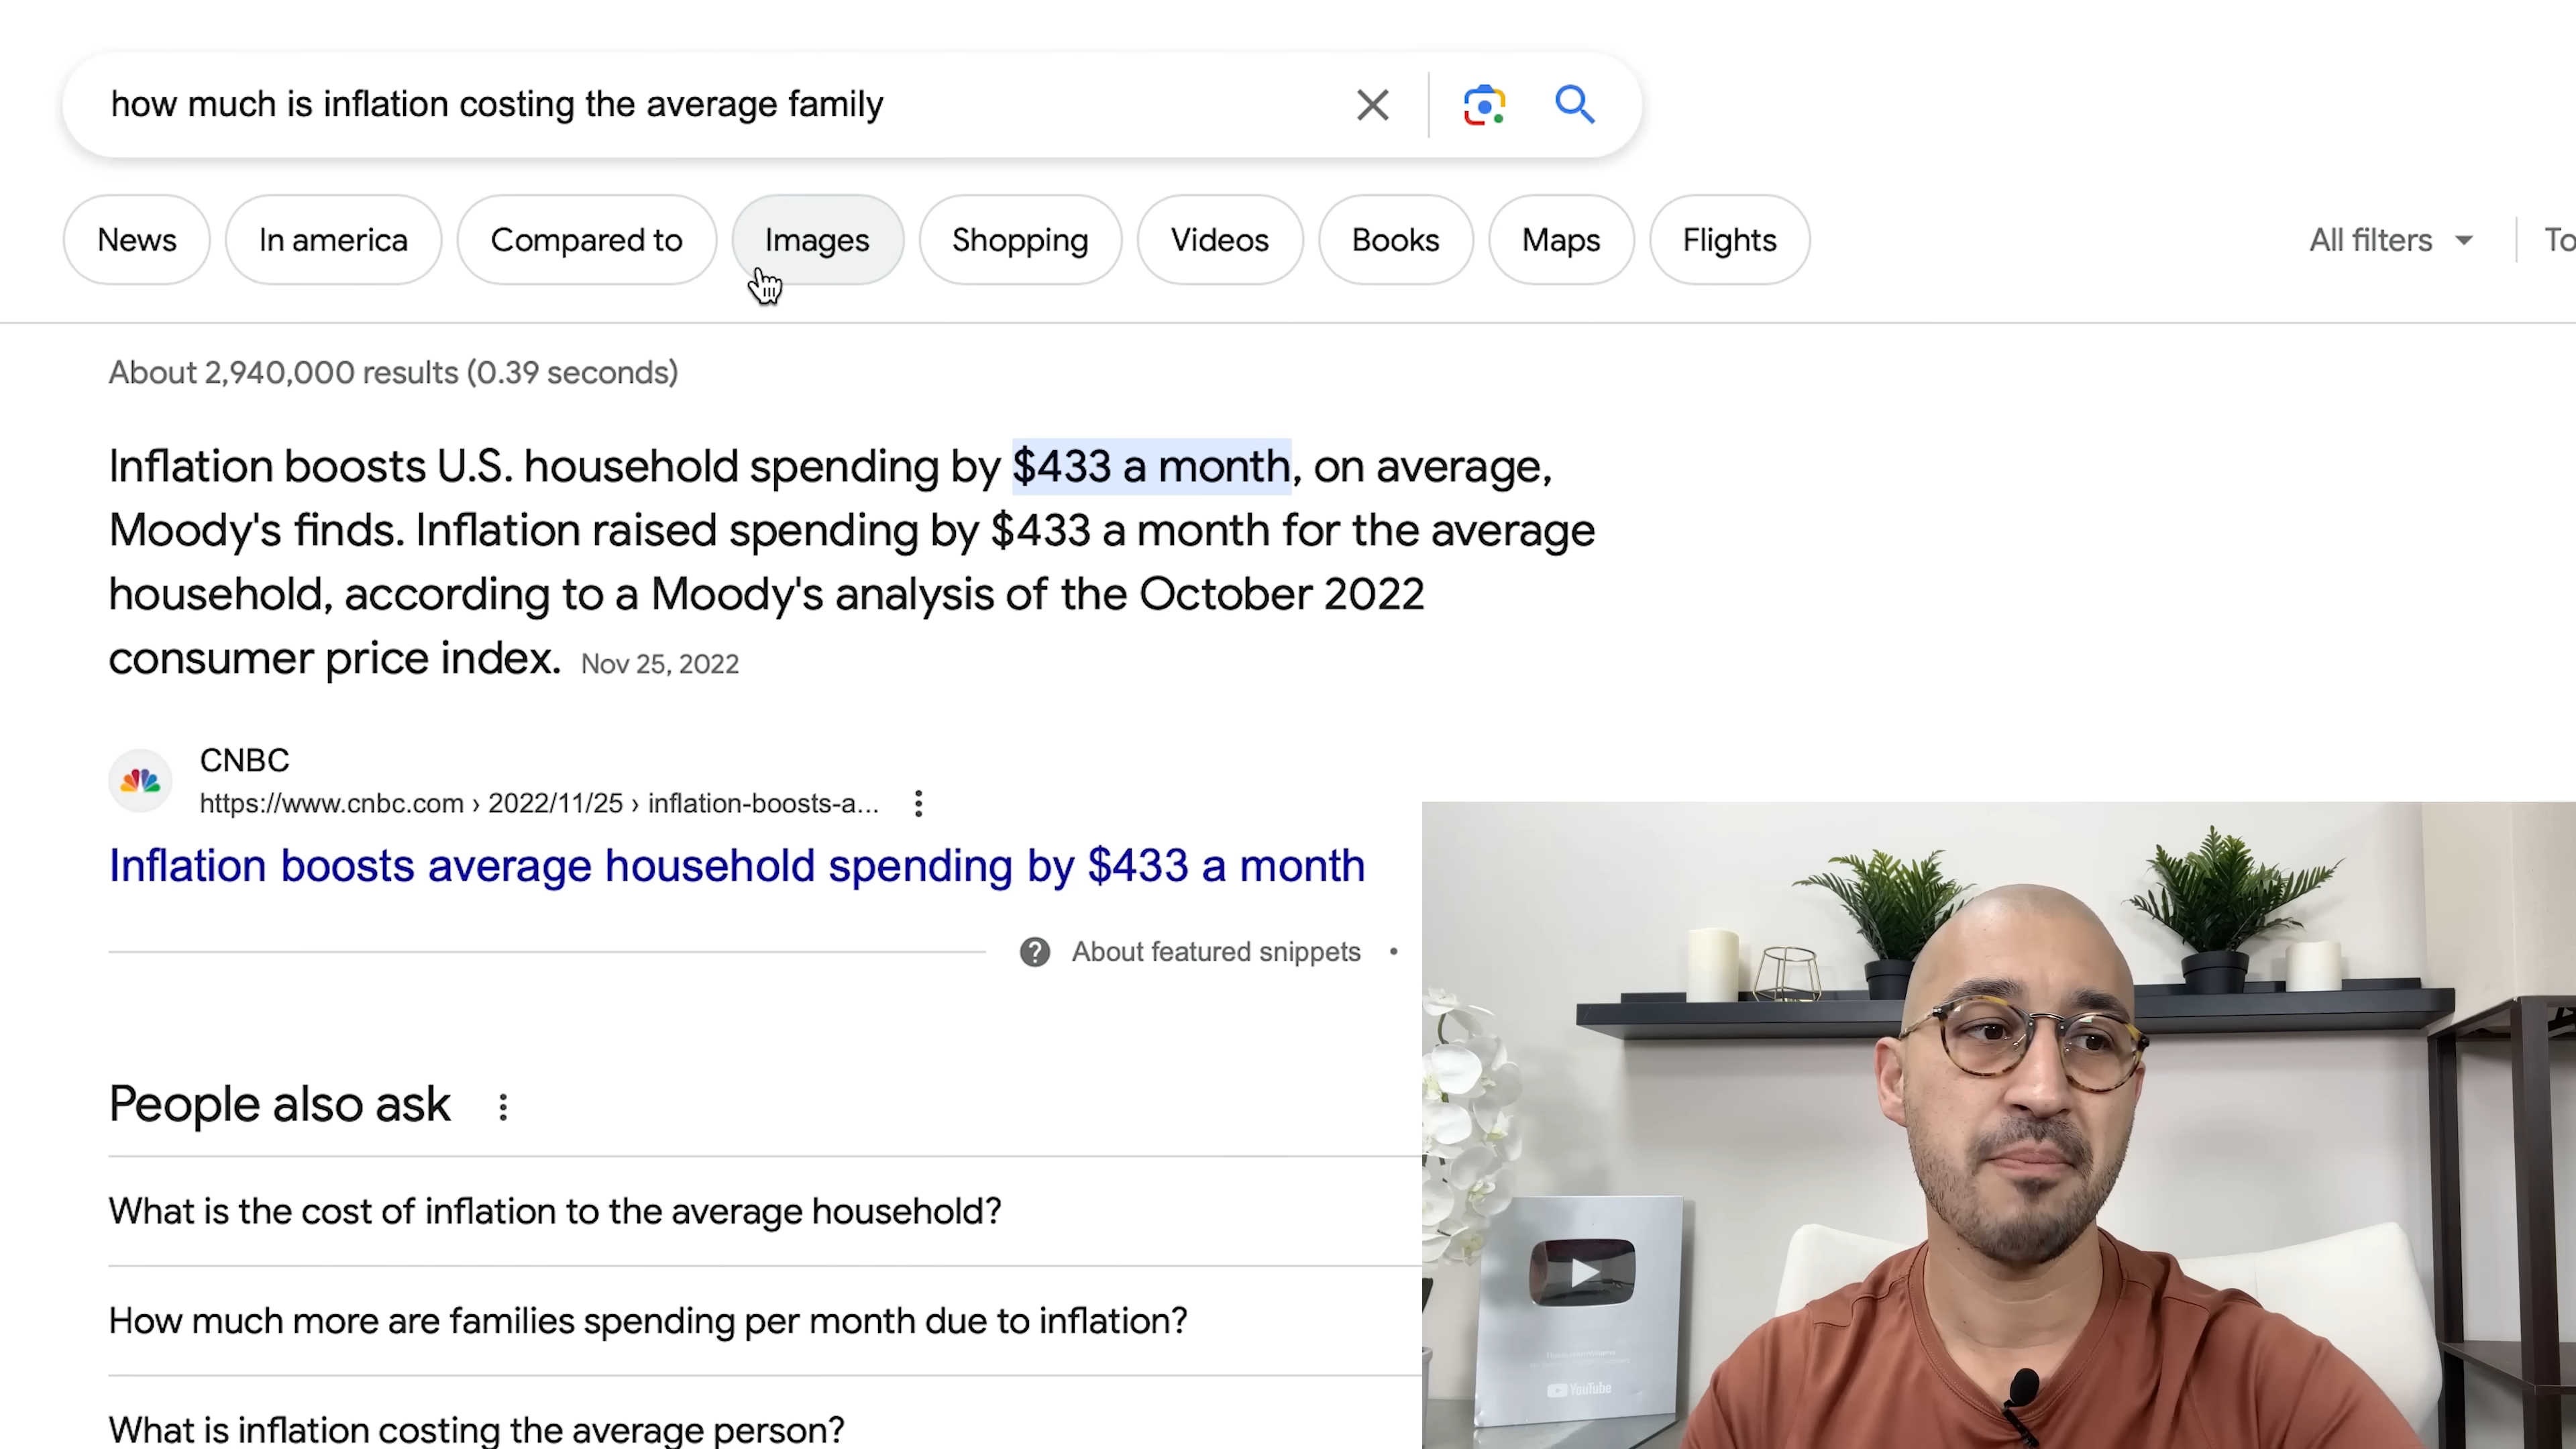 how much is inflation costing the average family
News
In america
Compared to
Images
Shopping
Videos
Books
Maps
Flights
All filters
To
About 2,940,000 results (0.39 seconds)
Inflation boosts U.S. household spending by $433 a month, on average,
Moody's finds. Inflation raised spending by $433 a month for the average
household, according to a Moody's analysis of the October 2022
consumer price index. Nov 25, 2022
CNBC
https://www.cnbc.com › 2022/11/25 › inflation-boosts-a...
Inflation boosts average household spending by $433 a month
About featured snippets •
People also ask
What is the cost of inflation to the average household?
How much more are families spending per month due to inflation?
What is inflation costing the average person?
YouTube